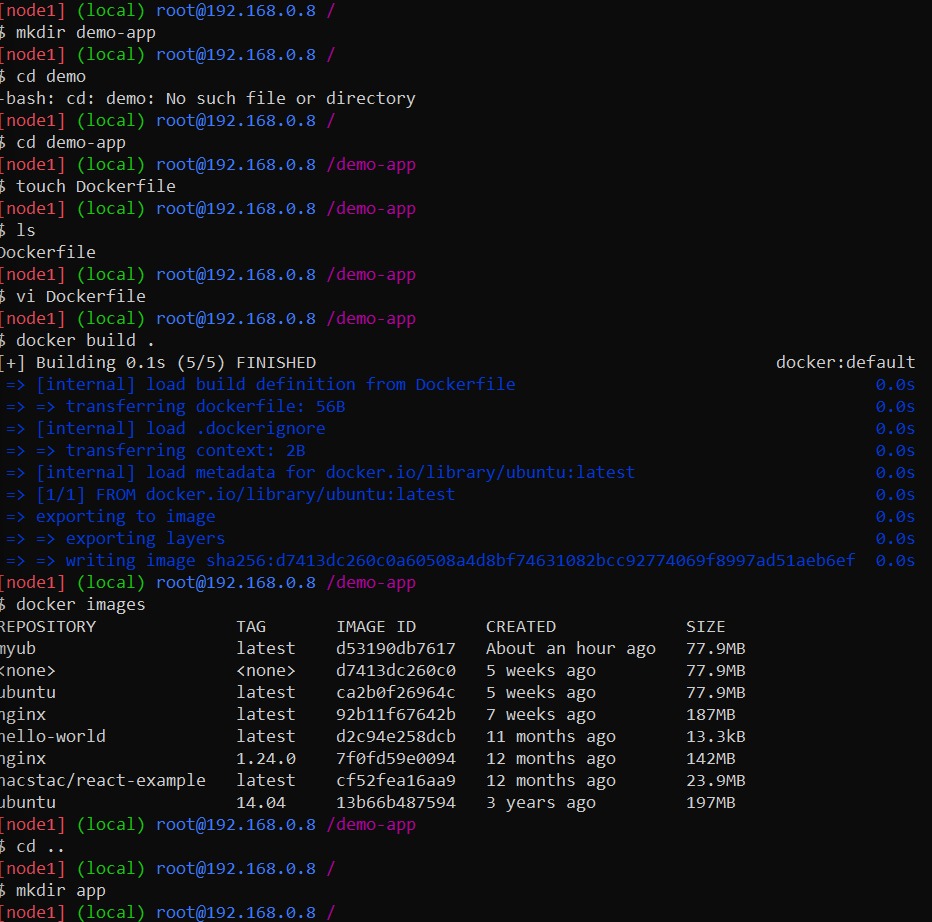 [node1] (local) root@192.168.0.8 /
$ mkdir demo-app
[node1] (local) root@192.168.0.8 /
$ cd demo
-bash: cd: demo: No such file or directory
[node1] (local) root@192.168.0.8 /
$ cd demo-app
[node1] (local) root@192.168.0.8 /demo-app
$ touch Dockerfile
[node1] (local) root@192.168.0.8 /demo-app
$ ls
Dockerfile
[node1] (local) root@192.168.0.8 /demo-app
$ vi Dockerfile
[node1] (local) root@192.168.0.8 /demo-app
$ docker build .
[+] Building 0.1s (5/5) FINISHED docker:default
=> [internal] load build definition from Dockerfile 0.0s
=> => transferring dockerfile: 56B 0.0s
=> [internal] load .dockerignore 0.0s
=> => transferring context: 2B 0.0s
=> [internal] load metadata for docker.io/library/ubuntu:latest 0.0s
=> [1/1] FROM docker.io/library/ubuntu:latest 0.0s
=> exporting to image 0.0s
=> => exporting layers 0.0s
=> => writing image sha256:d7413dc260c0a60508a4d8bf74631082bcc92774069f8997ad51aeb6ef 0.0s
[node1] (local) root@192.168.0.8 /demo-app
$ docker images
REPOSITORY TAG IMAGE ID CREATED SIZE
myub latest d53190db7617 About an hour ago 77.9MB
<none> <none> d7413dc260c0 5 weeks ago 77.9MB
ubuntu latest ca2b0f26964c 5 weeks ago 77.9MB
nginx latest 92b11f67642b 7 weeks ago 187MB
hello-world latest d2c94e258dcb 11 months ago 13.3kB
nginx 1.24.0 7f0fd59e0094 12 months ago 142MB
nacstac/react-example latest cf52fea16aa9 12 months ago 23.9MB
ubuntu 14.04 13b66b487594 3 years ago 197MB
[node1] (local) root@192.168.0.8 /demo-app
$ cd ..
[node1] (local) root@192.168.0.8 /
$ mkdir app
[node1] (local) root@192.168.0.8 /